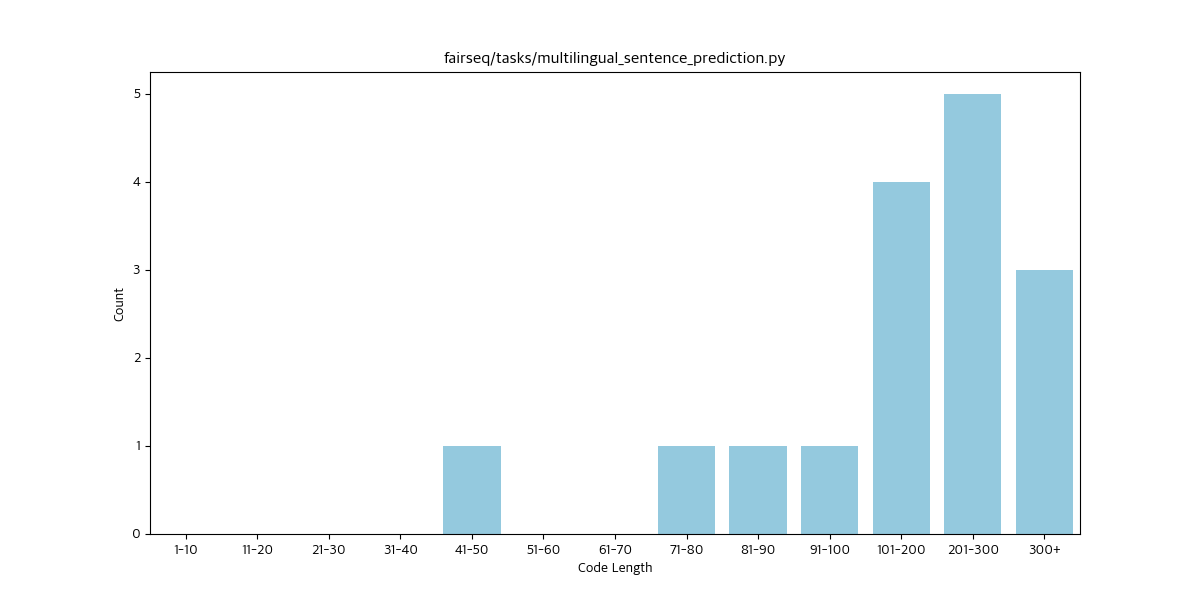 fairseq/tasks/multilingual_sentence_prediction.py
5
4
3
2
1
0
Count
1-10 11-20 21-30 31-40 41-50 51-60 61-70 71-80 81-90 91-100 101-200 201-300 300+
Code Length